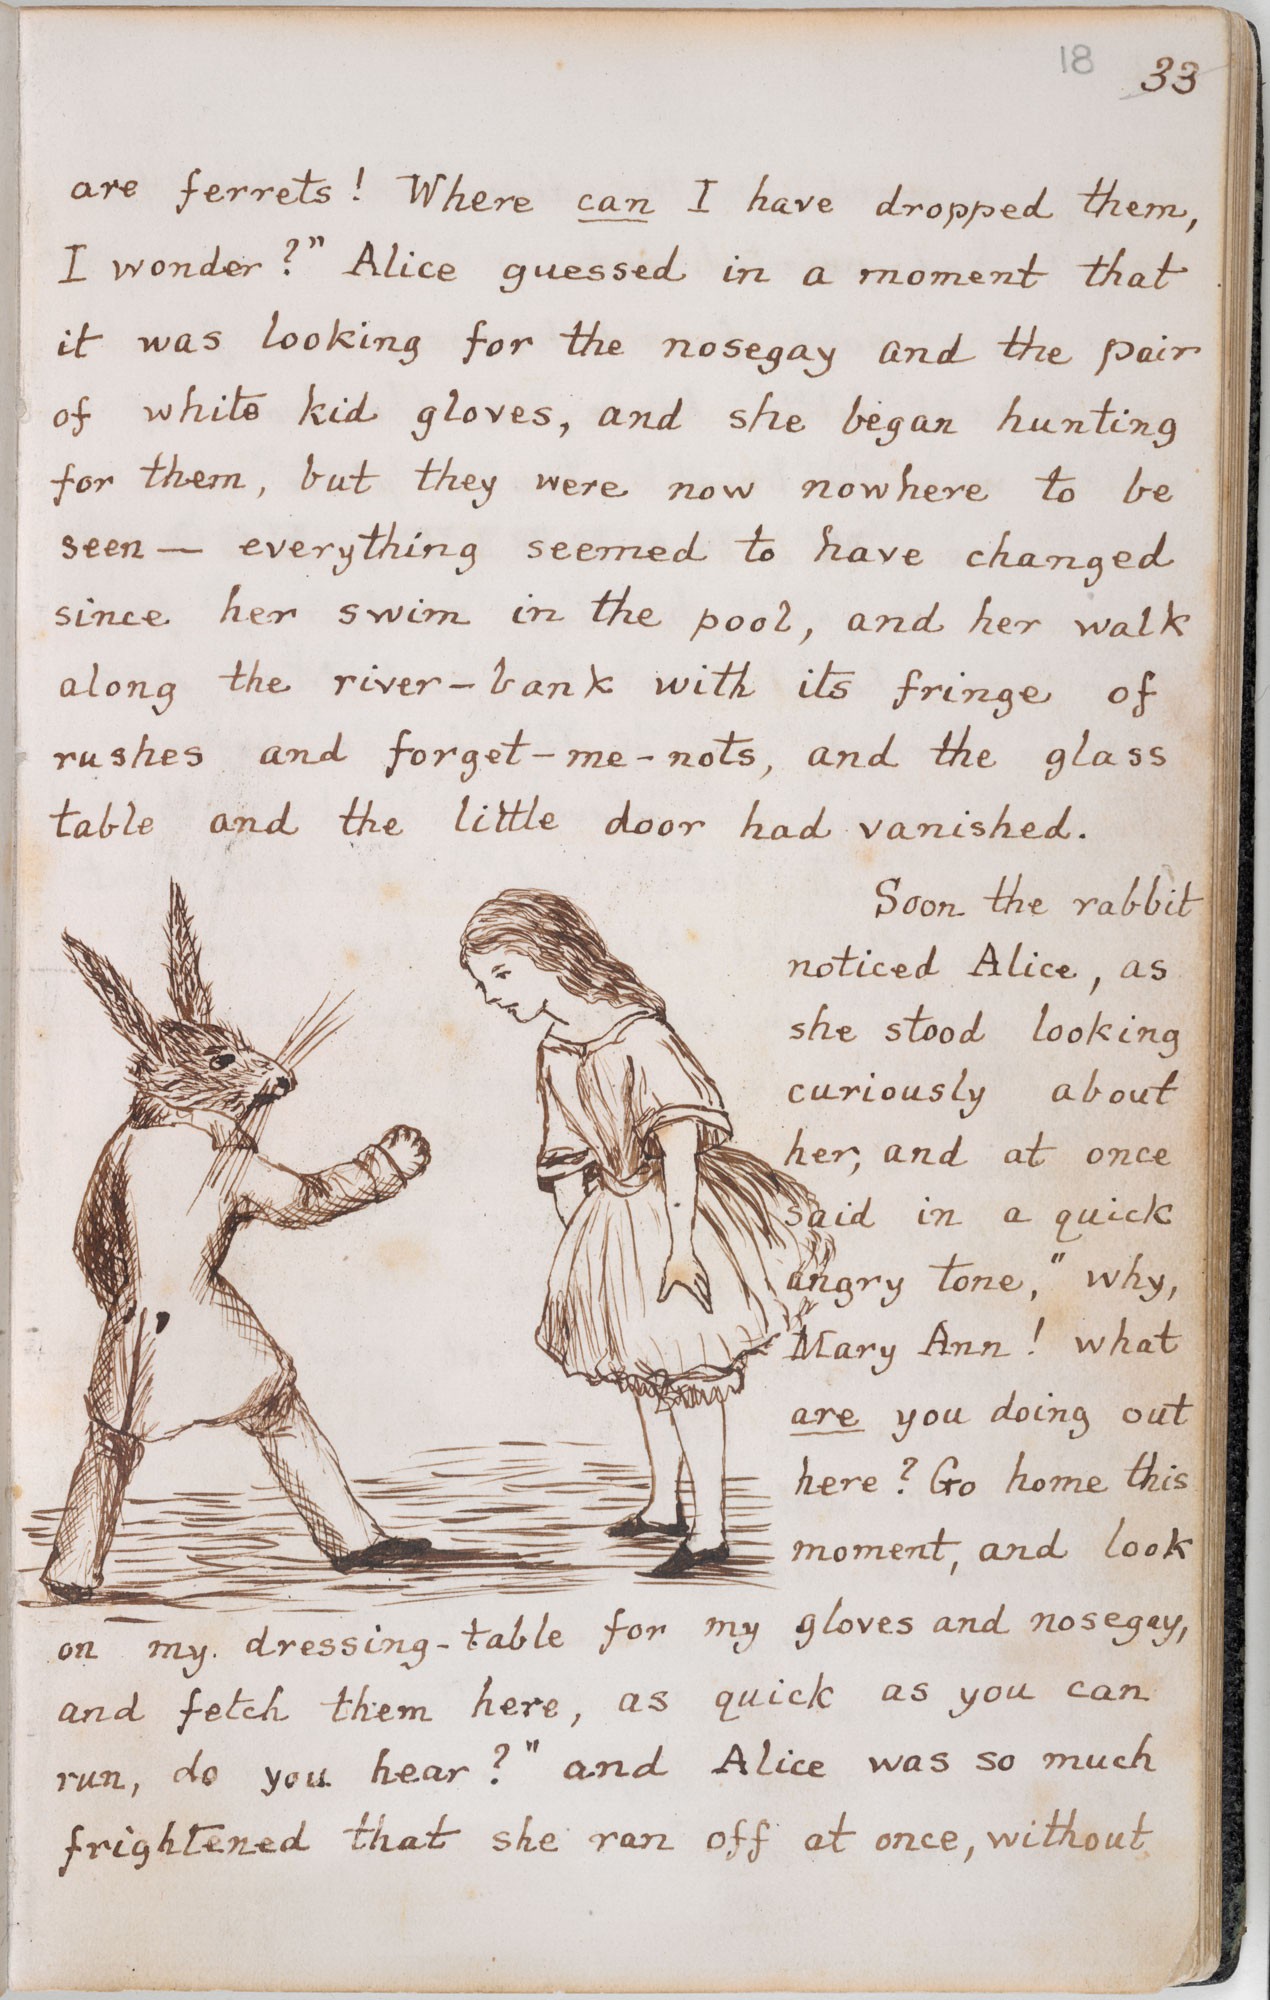 18 33
are ferrets! Where can I have dropped them,
I wonder?" Alice guessed in a moment that
it was looking for the nosegay and the pair
of white kid gloves, and she began hunting
for them, but they were now nowhere to be
seen — everything seemed to have changed
since her swim in the pool, and her walk
along the river-bank with its fringe of
rushes and forget-me-nots, and the glass
table and the little door had vanished.
Soon the rabbit
noticed Alice, as
she stood looking
curiously about
her, and at once
said in a quick
angry tone, "why,
Mary Ann! what
are you doing out
here? Go home this
moment, and look
on my dressing-table for my gloves and nosegay,
and fetch them here, as quick as you can
run, do you hear?" and Alice was so much
frightened that she ran off at once, without